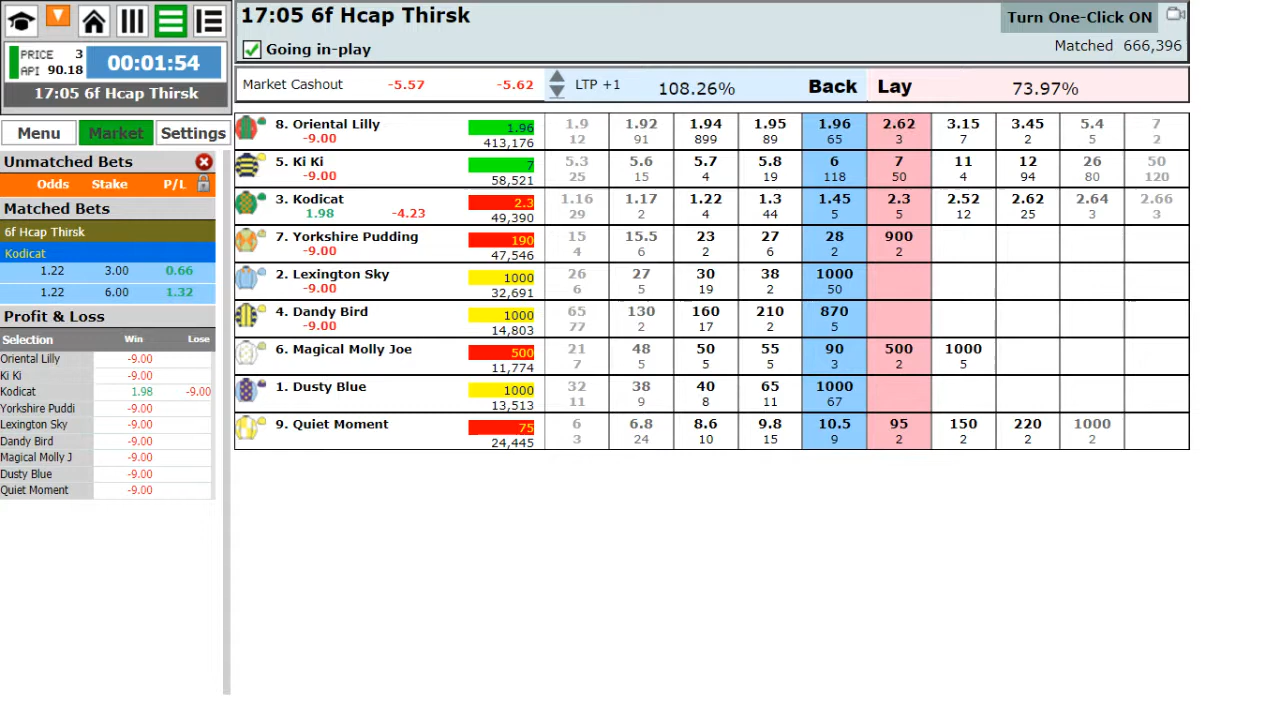 17:05 6f Hcap Thirsk
Turn One-Click ON
PRICE 3
API 90.18
00:01:54
Going in-play
Matched 666,396
17:05 6f Hcap Thirsk
Market Cashout -5.57 -5.62 LTP +1 108.26% Back Lay 73.97%
Menu Market Settings
Unmatched Bets
Odds Stake P/L
Matched Bets
6f Hcap Thirsk
Kodicat
1.22 3.00 0.66
1.22 6.00 1.32
Profit & Loss
Selection Win Lose
Oriental Lilly -9.00
Ki Ki -9.00
Kodicat 1.98 -9.00
Yorkshire Puddi -9.00
Lexington Sky -9.00
Dandy Bird -9.00
Magical Molly J -9.00
Dusty Blue -9.00
Quiet Moment -9.00
8. Oriental Lilly 1.96 1.9 1.92 1.94 1.95 1.96 2.62 3.15 3.45 5.4 7
-9.00 413,176 12 91 899 89 65 3 7 2 5 2
5. Ki Ki 7 5.3 5.6 5.7 5.8 6 7 11 12 26 50
-9.00 58,521 25 15 4 19 118 50 4 94 80 120
3. Kodicat 2.3 1.16 1.17 1.22 1.3 1.45 2.3 2.52 2.62 2.64 2.66
1.98 -4.23 49,390 29 2 4 44 5 5 12 25 3 3
7. Yorkshire Pudding 190 15 15.5 23 27 28 900
-9.00 47,546 4 6 2 6 2 2
2. Lexington Sky 1000 26 27 30 38 1000
-9.00 32,691 6 5 19 2 50
4. Dandy Bird 1000 65 130 160 210 870
-9.00 14,803 77 2 17 2 5
6. Magical Molly Joe 500 21 48 50 55 90 500 1000
-9.00 11,774 7 5 5 5 3 2 5
1. Dusty Blue 1000 32 38 40 65 1000
-9.00 13,513 11 9 8 11 67
9. Quiet Moment 75 6 6.8 8.6 9.8 10.5 95 150 220 1000
-9.00 24,445 3 24 10 15 9 2 2 2 2